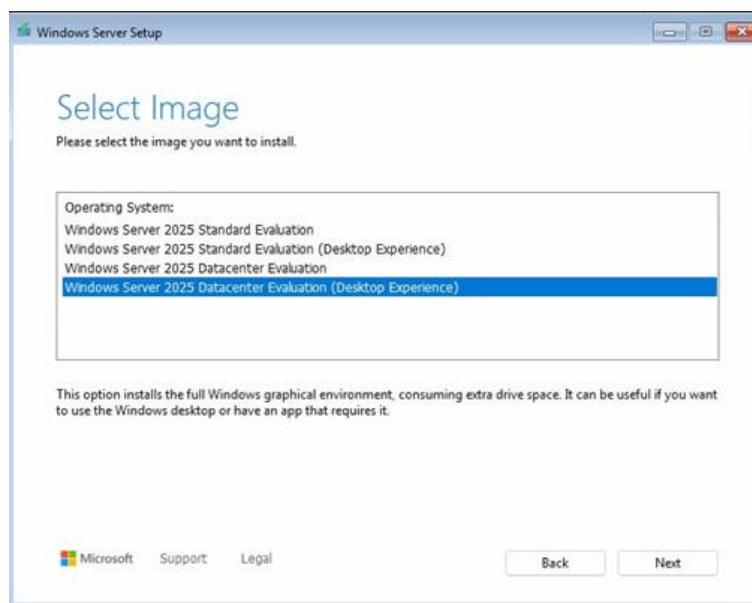 Windows Server Setup
Select Image
Please select the image you want to install.
Operating System:
Windows Server 2025 Standard Evaluation
Windows Server 2025 Standard Evaluation (Desktop Experience)
Windows Server 2025 Datacenter Evaluation
Windows Server 2025 Datacenter Evaluation (Desktop Experience)
This option installs the full Windows graphical environment, consuming extra drive space. It can be useful if you want
to use the Windows desktop or have an app that requires it.
Microsoft Support Legal
Back Next